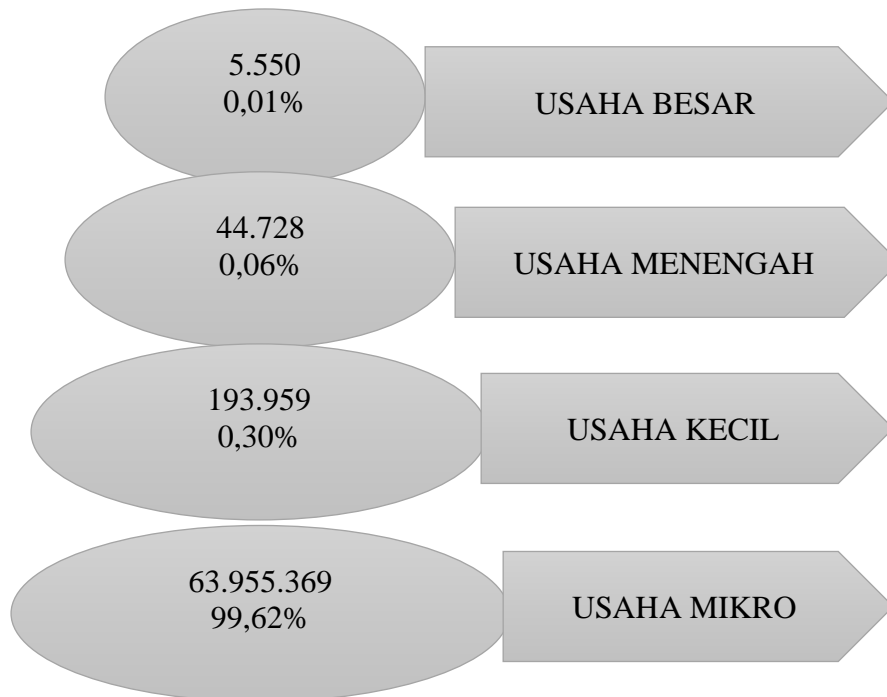 5.550
0,01%
USAHA BESAR
44.728
0,06%
USAHA MENENGAH
193.959
0,30%
USAHA KECIL
63.955.369
99,62%
USAHA MIKRO